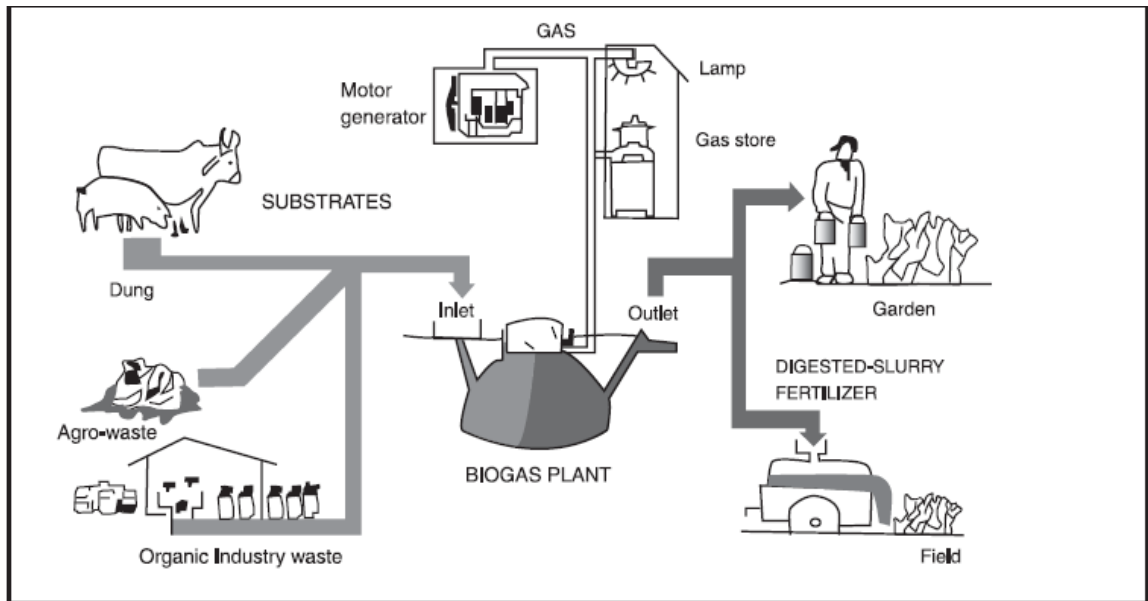 GAS
Motor
generator
Lamp
Gas store
SUBSTRATES
Dung
Inlet
Outlet
Garden
Agro-waste
DIGESTED-SLURRY
FERTILIZER
BIOGAS PLANT
Organic Industry waste
Field